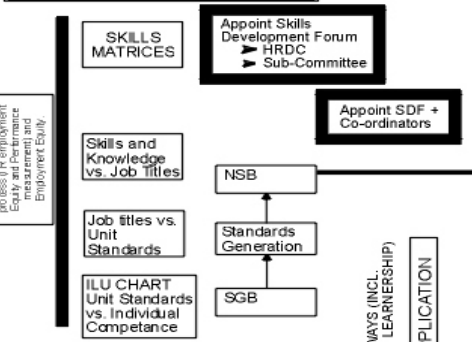 SKILLS
MATRICES
Appoint Skills
Development Forum
➤ HRDC
➤ Sub-Committee
Appoint SDF +
Co-ordinators
employment
Equity and Performance
measurement) and
Employment Equity.
Skills and
Knowledge
vs. Job Titles
NSB
Job titles vs.
Unit
Standards
Standards
Generation
ILU CHART
Unit Standards
vs. Individual
Competance
SGB
(INCL.
LEARNERSHIP)